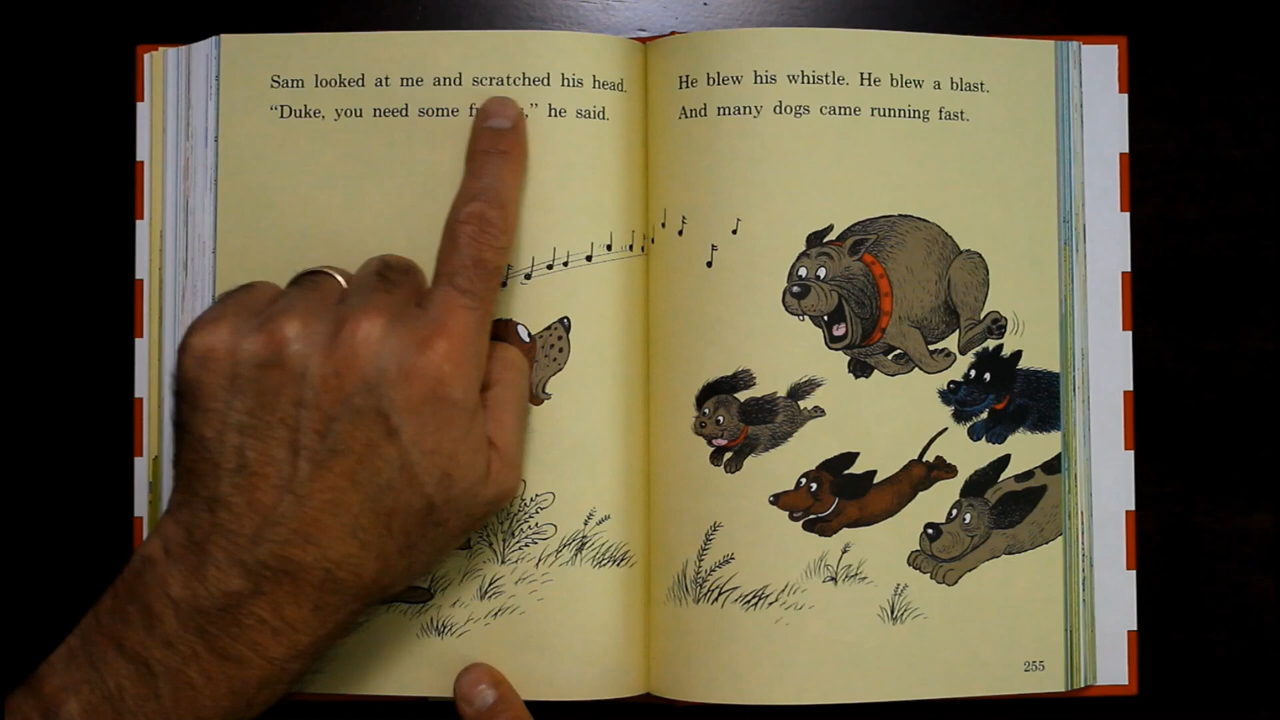 Sam looked at me and scratched his head.
“Duke, you need some he said.
He blew his whistle. He blew a blast.
And many dogs came running fast.
255